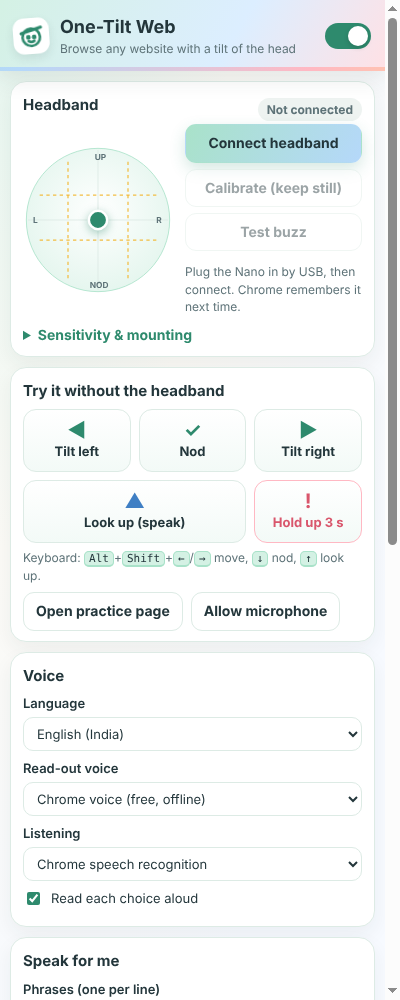 One-Tilt Web
Browse any website with a tilt of the head
Headband
Not connected
UP
L
R
NOD
Connect headband
Calibrate (keep still)
Test buzz
Plug the Nano in by USB, then
connect. Chrome remembers it
next time.
Sensitivity & mounting
Try it without the headband
Tilt left
Nod
Tilt right
Look up (speak)
Hold up 3 s
Keyboard: Alt+Shift+←/→ move, ↓ nod, ↑ look
up.
Open practice page
Allow microphone
Voice
Language
English (India)
Read-out voice
Chrome voice (free, offline)
Listening
Chrome speech recognition
Read each choice aloud
Speak for me
Phrases (one per line)